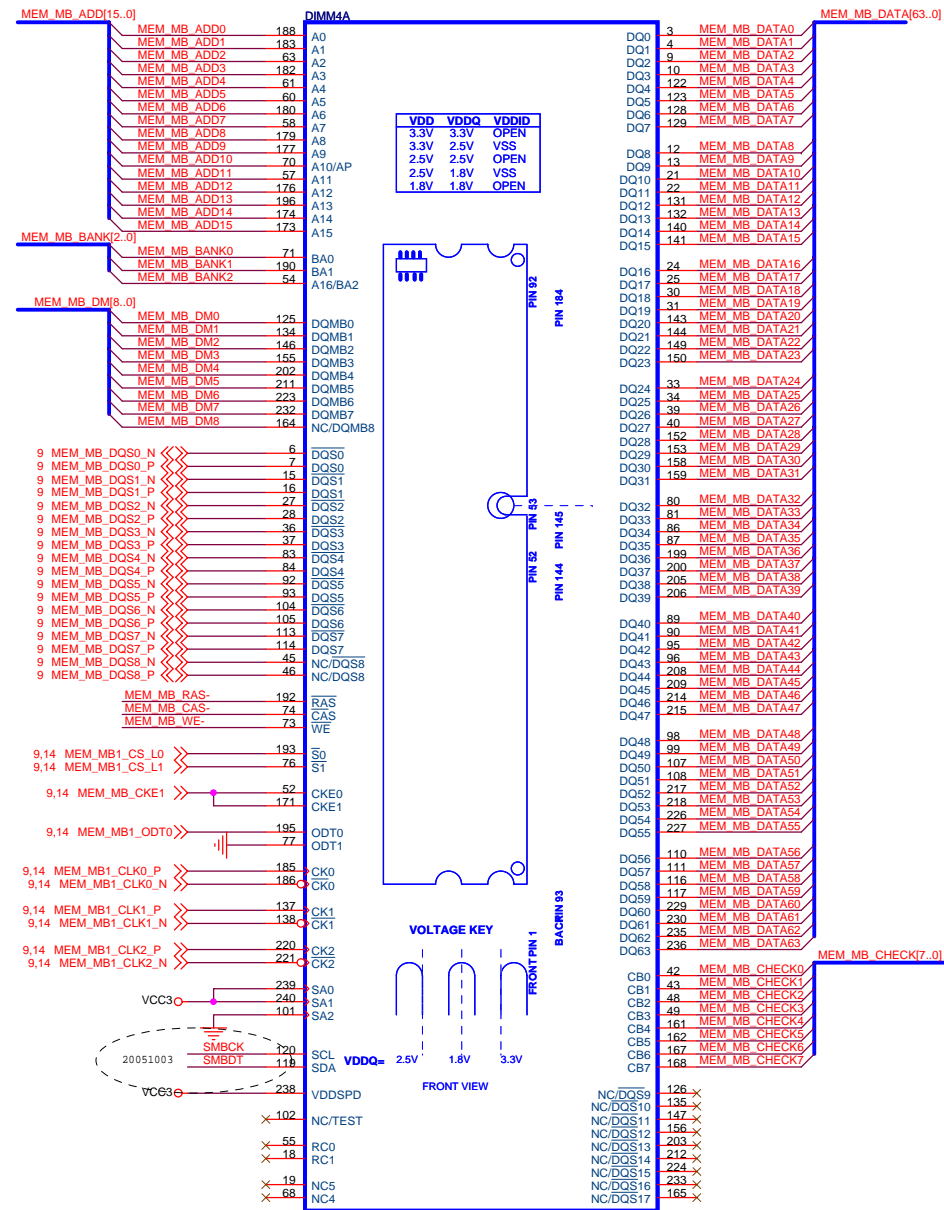 MEM_MB_ADD[15..0]
DIMM4A
MEM_MB_DATA[63..0]
MEM_MB_ADD0 188 A0
MEM_MB_ADD1 183 A1
MEM_MB_ADD2 63 A2
MEM_MB_ADD3 182 A3
MEM_MB_ADD4 61 A4
MEM_MB_ADD5 60 A5
MEM_MB_ADD6 180 A6
MEM_MB_ADD7 58 A7
MEM_MB_ADD8 179 A8
MEM_MB_ADD9 177 A9
MEM_MB_ADD10 70 A10/AP
MEM_MB_ADD11 57 A11
MEM_MB_ADD12 176 A12
MEM_MB_ADD13 196 A13
MEM_MB_ADD14 174 A14
MEM_MB_ADD15 173 A15
MEM_MB_BANK[2..0]
MEM_MB_BANK0 71 BA0
MEM_MB_BANK1 190 BA1
MEM_MB_BANK2 54 A16/BA2
MEM_MB_DM[8..0]
MEM_MB_DM0 125 DQMB0
MEM_MB_DM1 134 DQMB1
MEM_MB_DM2 146 DQMB2
MEM_MB_DM3 155 DQMB3
MEM_MB_DM4 202 DQMB4
MEM_MB_DM5 211 DQMB5
MEM_MB_DM6 223 DQMB6
MEM_MB_DM7 232 DQMB7
MEM_MB_DM8 164 NC/DQMB8
9 MEM_MB_DQS0_N 6 DQS0
9 MEM_MB_DQS0_P 7 DQS0
9 MEM_MB_DQS1_N 15 DQS1
9 MEM_MB_DQS1_P 16 DQS1
9 MEM_MB_DQS2_N 27 DQS2
9 MEM_MB_DQS2_P 28 DQS2
9 MEM_MB_DQS3_N 36 DQS3
9 MEM_MB_DQS3_P 37 DQS3
9 MEM_MB_DQS4_N 83 DQS4
9 MEM_MB_DQS4_P 84 DQS4
9 MEM_MB_DQS5_N 92 DQS5
9 MEM_MB_DQS5_P 93 DQS5
9 MEM_MB_DQS6_N 104 DQS6
9 MEM_MB_DQS6_P 105 DQS6
9 MEM_MB_DQS7_N 113 DQS7
9 MEM_MB_DQS7_P 114 DQS7
9 MEM_MB_DQS8_N 45 NC/DQS8
9 MEM_MB_DQS8_P 46 NC/DQS8
MEM_MB_RAS- 192 RAS
MEM_MB_CAS- 74 CAS
MEM_MB_WE- 73 WE
9,14 MEM_MB1_CS_L0 193 S0
9,14 MEM_MB1_CS_L1 76 S1
9,14 MEM_MB_CKE1 52 CKE0
171 CKE1
9,14 MEM_MB1_ODT0 195 ODT0
77 ODT1
9,14 MEM_MB1_CLK0_P 185 CK0
9,14 MEM_MB1_CLK0_N 186 CK0
9,14 MEM_MB1_CLK1_P 137 CK1
9,14 MEM_MB1_CLK1_N 138 CK1
9,14 MEM_MB1_CLK2_P 220 CK2
9,14 MEM_MB1_CLK2_N 221 CK2
239 SA0
VCC3 240 SA1
101 SA2
20051003
SMBCK 120 SCL
SMBDT 119 SDA
VCC3 238 VDDSPD
102 NC/TEST
55 RC0
18 RC1
19 NC5
68 NC4
VDD VDDQ VDDID
3.3V 3.3V OPEN
3.3V 2.5V VSS
2.5V 2.5V OPEN
2.5V 1.8V VSS
1.8V 1.8V OPEN
PIN 92
PIN 184
PIN 53
PIN 145
PIN 52
PIN 144
FRONT PIN 1
PIN 93
VOLTAGE KEY
VDDQ= 2.5V 1.8V 3.3V
FRONT VIEW
DQ0 3 MEM_MB_DATA0
DQ1 4 MEM_MB_DATA1
DQ2 9 MEM_MB_DATA2
DQ3 10 MEM_MB_DATA3
DQ4 122 MEM_MB_DATA4
DQ5 123 MEM_MB_DATA5
DQ6 128 MEM_MB_DATA6
DQ7 129 MEM_MB_DATA7
DQ8 12 MEM_MB_DATA8
DQ9 13 MEM_MB_DATA9
DQ10 21 MEM_MB_DATA10
DQ11 22 MEM_MB_DATA11
DQ12 131 MEM_MB_DATA12
DQ13 132 MEM_MB_DATA13
DQ14 140 MEM_MB_DATA14
DQ15 141 MEM_MB_DATA15
DQ16 24 MEM_MB_DATA16
DQ17 25 MEM_MB_DATA17
DQ18 30 MEM_MB_DATA18
DQ19 31 MEM_MB_DATA19
DQ20 143 MEM_MB_DATA20
DQ21 144 MEM_MB_DATA21
DQ22 149 MEM_MB_DATA22
DQ23 150 MEM_MB_DATA23
DQ24 33 MEM_MB_DATA24
DQ25 34 MEM_MB_DATA25
DQ26 39 MEM_MB_DATA26
DQ27 40 MEM_MB_DATA27
DQ28 152 MEM_MB_DATA28
DQ29 153 MEM_MB_DATA29
DQ30 158 MEM_MB_DATA30
DQ31 159 MEM_MB_DATA31
DQ32 80 MEM_MB_DATA32
DQ33 81 MEM_MB_DATA33
DQ34 86 MEM_MB_DATA34
DQ35 87 MEM_MB_DATA35
DQ36 199 MEM_MB_DATA36
DQ37 200 MEM_MB_DATA37
DQ38 205 MEM_MB_DATA38
DQ39 206 MEM_MB_DATA39
DQ40 89 MEM_MB_DATA40
DQ41 90 MEM_MB_DATA41
DQ42 95 MEM_MB_DATA42
DQ43 96 MEM_MB_DATA43
DQ44 208 MEM_MB_DATA44
DQ45 209 MEM_MB_DATA45
DQ46 214 MEM_MB_DATA46
DQ47 215 MEM_MB_DATA47
DQ48 98 MEM_MB_DATA48
DQ49 99 MEM_MB_DATA49
DQ50 107 MEM_MB_DATA50
DQ51 108 MEM_MB_DATA51
DQ52 217 MEM_MB_DATA52
DQ53 218 MEM_MB_DATA53
DQ54 226 MEM_MB_DATA54
DQ55 227 MEM_MB_DATA55
DQ56 110 MEM_MB_DATA56
DQ57 111 MEM_MB_DATA57
DQ58 116 MEM_MB_DATA58
DQ59 117 MEM_MB_DATA59
DQ60 229 MEM_MB_DATA60
DQ61 230 MEM_MB_DATA61
DQ62 235 MEM_MB_DATA62
DQ63 236 MEM_MB_DATA63
MEM_MB_CHECK[7..0]
CB0 42 MEM_MB_CHECK0
CB1 43 MEM_MB_CHECK1
CB2 48 MEM_MB_CHECK2
CB3 49 MEM_MB_CHECK3
CB4 161 MEM_MB_CHECK4
CB5 162 MEM_MB_CHECK5
CB6 167 MEM_MB_CHECK6
CB7 168 MEM_MB_CHECK7
NC/DQS9 126
NC/DQS10 135
NC/DQS11 147
NC/DQS12 156
NC/DQS13 203
NC/DQS14 212
NC/DQS15 224
NC/DQS16 233
NC/DQS17 165